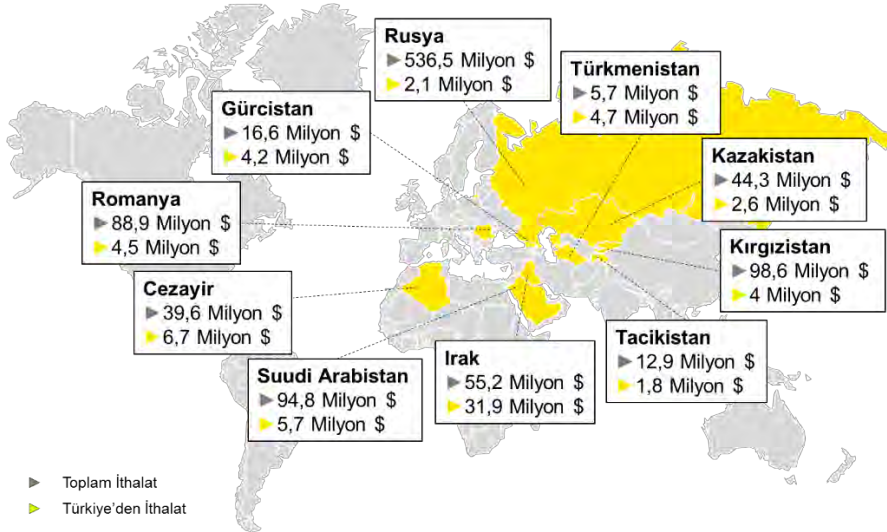 Rusya
536,5 Milyon $
2,1 Milyon $
Türkmenistan
5,7 Milyon $
4,7 Milyon $
Gürcistan
16,6 Milyon $
4,2 Milyon $
Kazakistan
44,3 Milyon $
2,6 Milyon $
Romanya
88,9 Milyon $
4,5 Milyon $
Kırgızistan
98,6 Milyon $
4 Milyon $
Cezayir
39,6 Milyon $
6,7 Milyon $
Tacikistan
12,9 Milyon $
1,8 Milyon $
Irak
55,2 Milyon $
31,9 Milyon $
Suudi Arabistan
94,8 Milyon $
5,7 Milyon $
Toplam İthalat
Türkiye'den İthalat